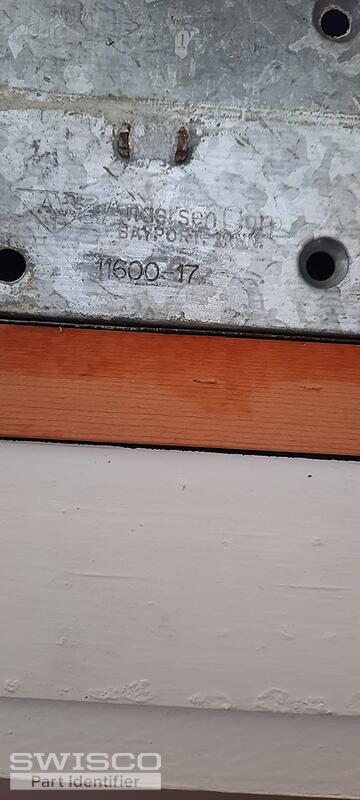 Andersen Corp.
BAYPORT, MINN.
11600-17
SWISCO
Part Identifier